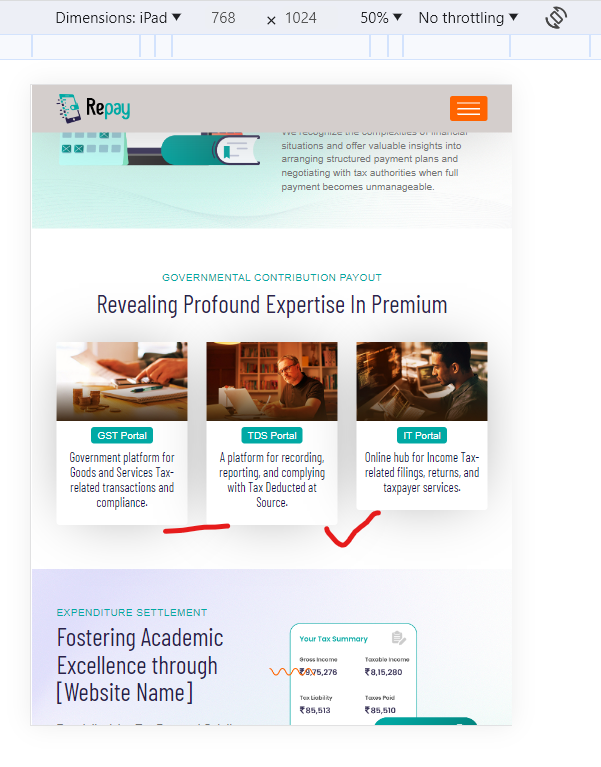 Dimensions: iPad ▼ 768 × 1024 50% ▼ No throttling ▼
Repay
We recognize the complexities of financial
situations and offer valuable insights into
arranging structured payment plans and
negotiating with tax authorities when full
payment becomes unmanageable.
GOVERNMENTAL CONTRIBUTION PAYOUT
Revealing Profound Expertise In Premium
GST Portal
Government platform for
Goods and Services Tax-
related transactions and
compliance.
TDS Portal
A platform for recording,
reporting, and complying
with Tax Deducted at
Source.
IT Portal
Online hub for Income Tax-
related filings, returns, and
taxpayer services.
EXPENDITURE SETTLEMENT
Fostering Academic
Excellence through
[Website Name]
Your Tax Summary
Gross Income Taxable Income
₹9,75,276 ₹8,15,280
Tax Liability Taxes Paid
₹85,513 ₹85,510